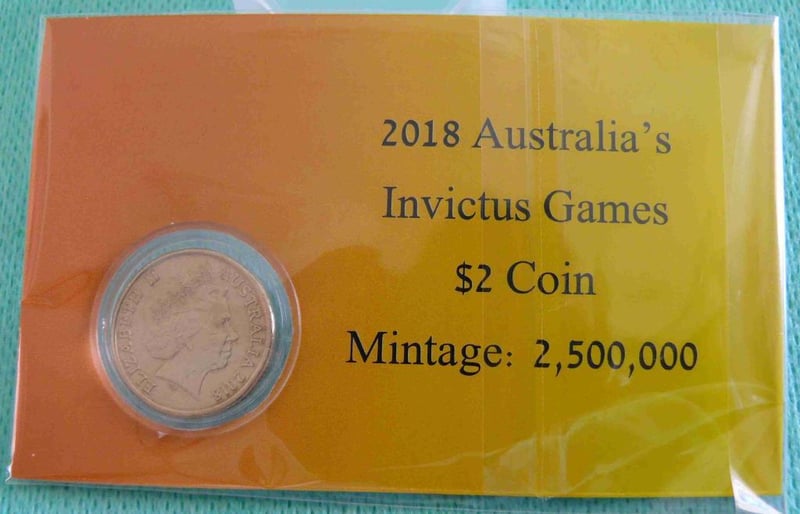 2018 Australia's
Invictus Games
$2 Coin
Mintage: 2,500,000
ELIZABETH II
AUSTRALIA 2018